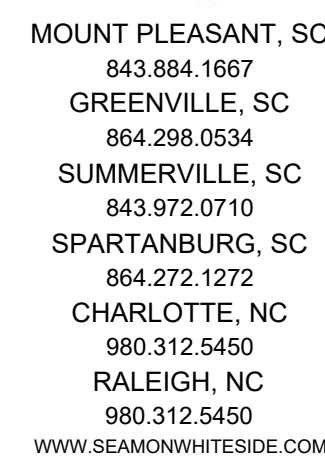 MOUNT PLEASANT, SC
843.884.1667
GREENVILLE, SC
864.298.0534
SUMMERVILLE, SC
843.972.0710
SPARTANBURG, SC
864.272.1272
CHARLOTTE, NC
980.312.5450
RALEIGH, NC
980.312.5450
WWW.SEAMONWHITESIDE.COM